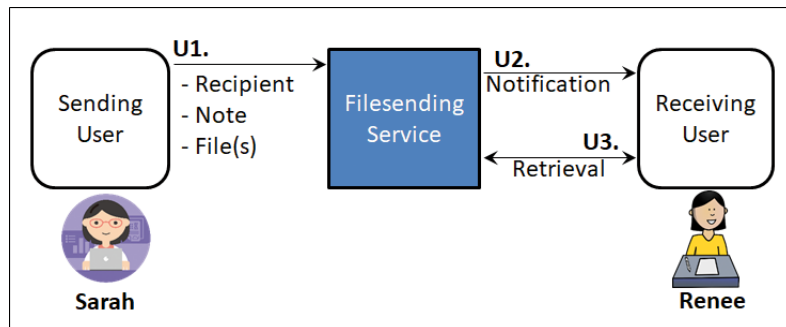 U1.
Sending
User
- Recipient
- Note
- File(s)
Filesending
Service
U2.
Notification
U3.
Retrieval
Receiving
User
Sarah
Renee